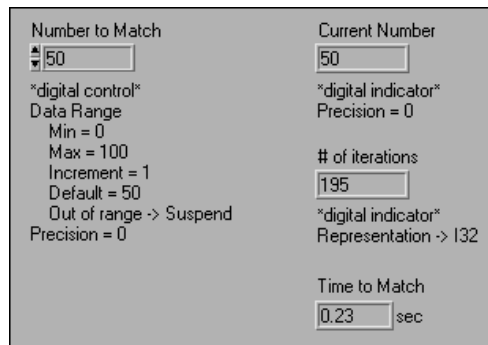 Number to Match
50
*digital control*
Data Range
Min = 0
Max = 100
Increment = 1
Default = 50
Out of range -> Suspend
Precision = 0
Current Number
50
*digital indicator*
Precision = 0
# of iterations
195
*digital indicator*
Representation -> I32
Time to Match
0.23 sec